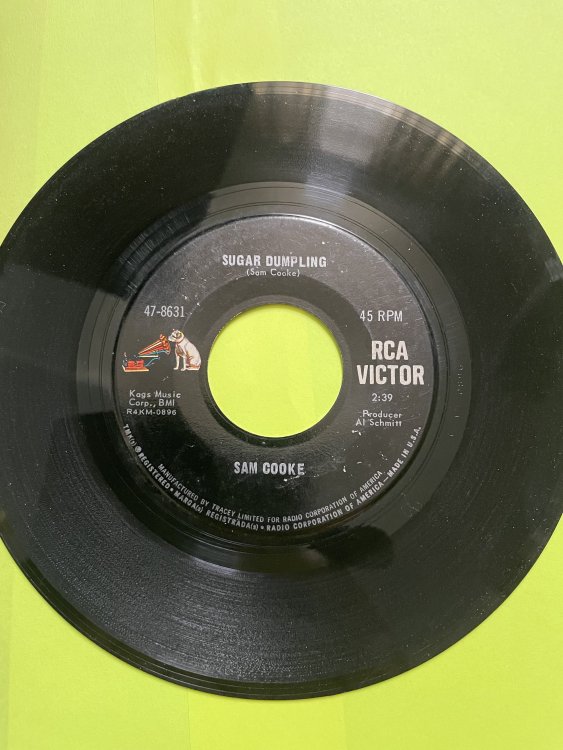 SUGAR DUMPLING
(Sam Cooke)
47-8631
45 RPM
RCA
VICTOR
Kags Music
Corp., BMI
R4KM-0896
2:39
Producer
Al Schmitt
SAM COOKE
TMK(s) ® REGISTERED • MARCA(s) REGISTRADA(s) • RADIO CORPORATION OF AMERICA—MADE IN U.S.A.
MANUFACTURED BY TRACEY LIMITED FOR RADIO CORPORATION OF AMERICA